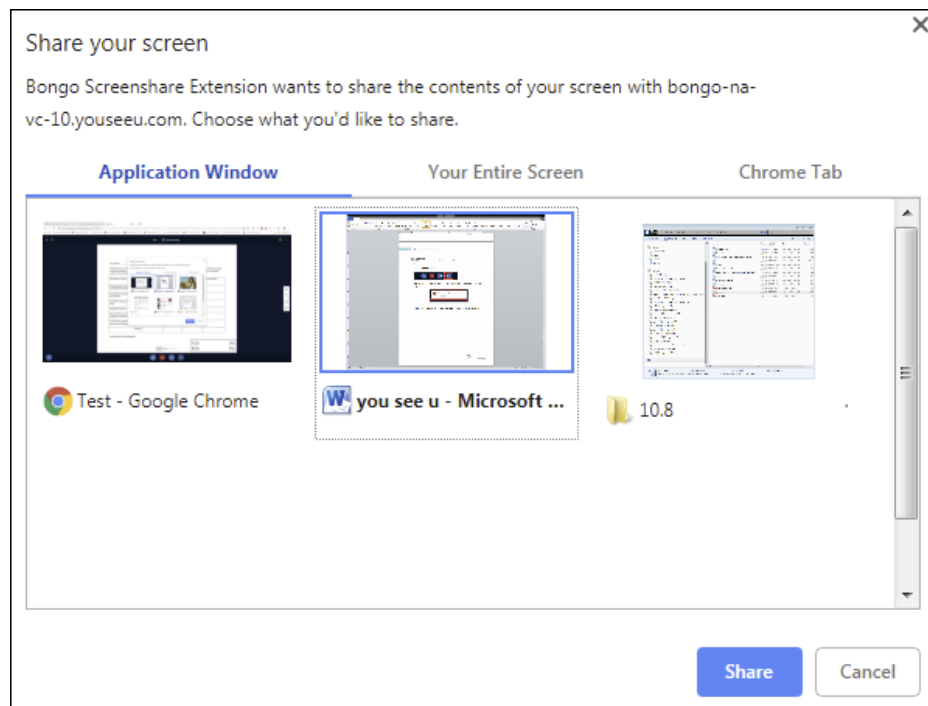 Share your screen
Bongo Screenshare Extension wants to share the contents of your screen with bongo-na-
vc-10.youseeu.com. Choose what you'd like to share.
Application Window Your Entire Screen Chrome Tab
Test - Google Chrome you see u - Microsoft ... 10.8
Share Cancel